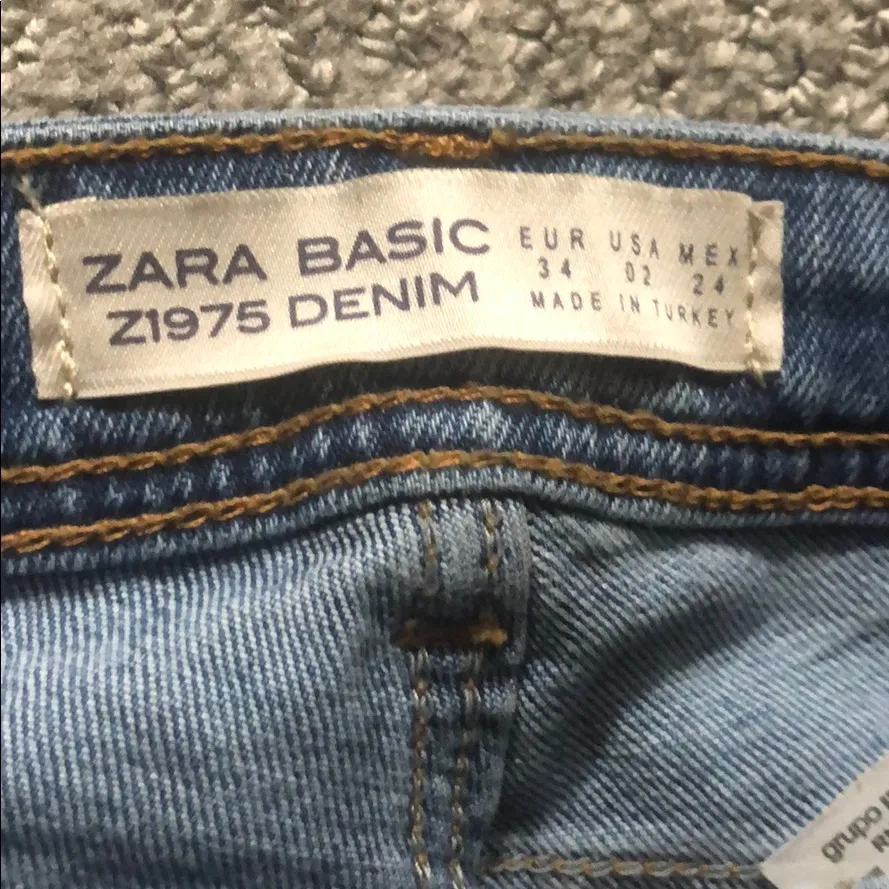 ZARA BASIC
Z1975 DENIM
EUR USA MEX
34 02 24
MADE IN TURKEY